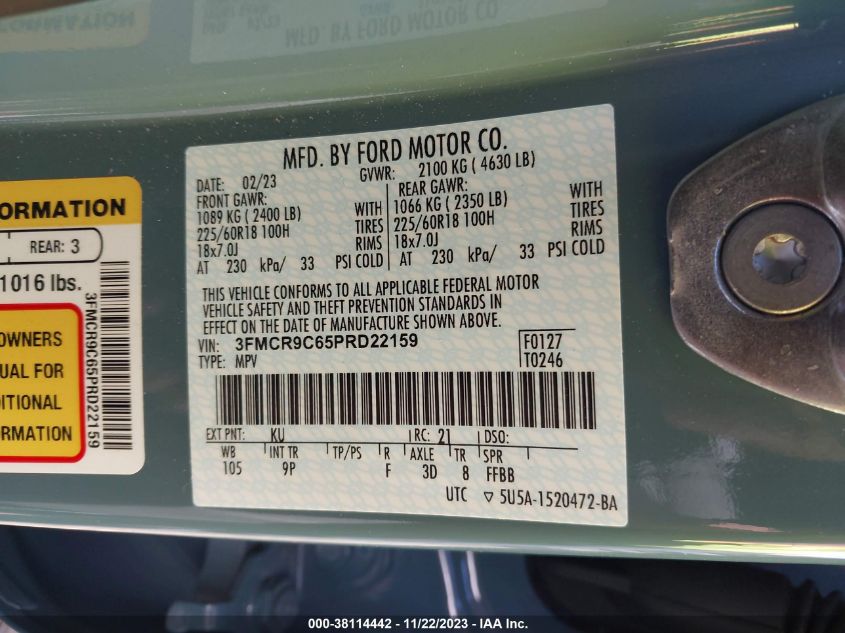 MFD. BY FORD MOTOR CO.
DATE: 02/23 GVWR: 2100 KG ( 4630 LB)
FRONT GAWR: REAR GAWR:
1089 KG ( 2400 LB) WITH 1066 KG ( 2350 LB) WITH
225/60R18 100H TIRES 225/60R18 100H TIRES
18x7.0J RIMS 18x7.0J RIMS
AT 230 kPa/ 33 PSI COLD AT 230 kPa/ 33 PSI COLD
THIS VEHICLE CONFORMS TO ALL APPLICABLE FEDERAL MOTOR
VEHICLE SAFETY AND THEFT PREVENTION STANDARDS IN
EFFECT ON THE DATE OF MANUFACTURE SHOWN ABOVE.
VIN: 3FMCR9C65PRD22159 F0127
TYPE: MPV T0246
EXT PNT: KU RC: 21 DSO:
WB INT TR TP/PS R AXLE TR SPR
105 9P F 3D 8 FFBB
UTC ▽ 5U5A-1520472-BA
ORMATION
REAR: 3
1016 lbs.
OWNERS
UAL FOR
DITIONAL
ORMATION
3FMCR9C65PRD22159
000-38114442 - 11/22/2023 - IAA Inc.